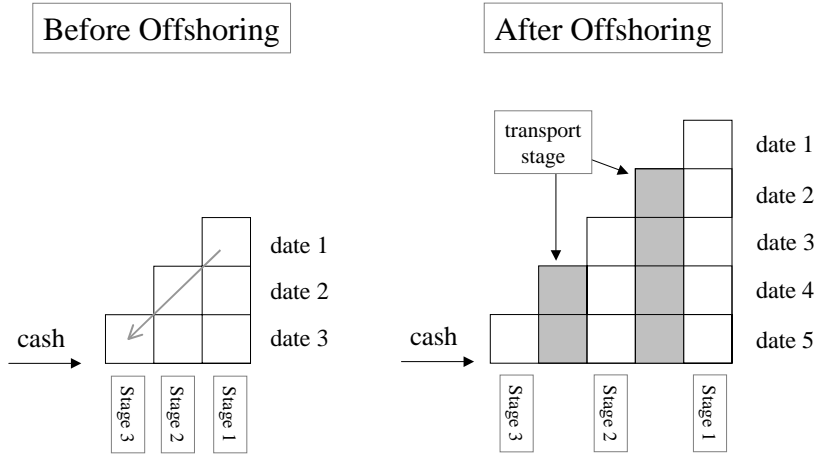 Before Offshoring
date 1
date 2
cash
date 3
Stage 3
Stage 2
Stage 1
After Offshoring
transport
stage
date 1
date 2
date 3
date 4
cash
date 5
Stage 3
Stage 2
Stage 1